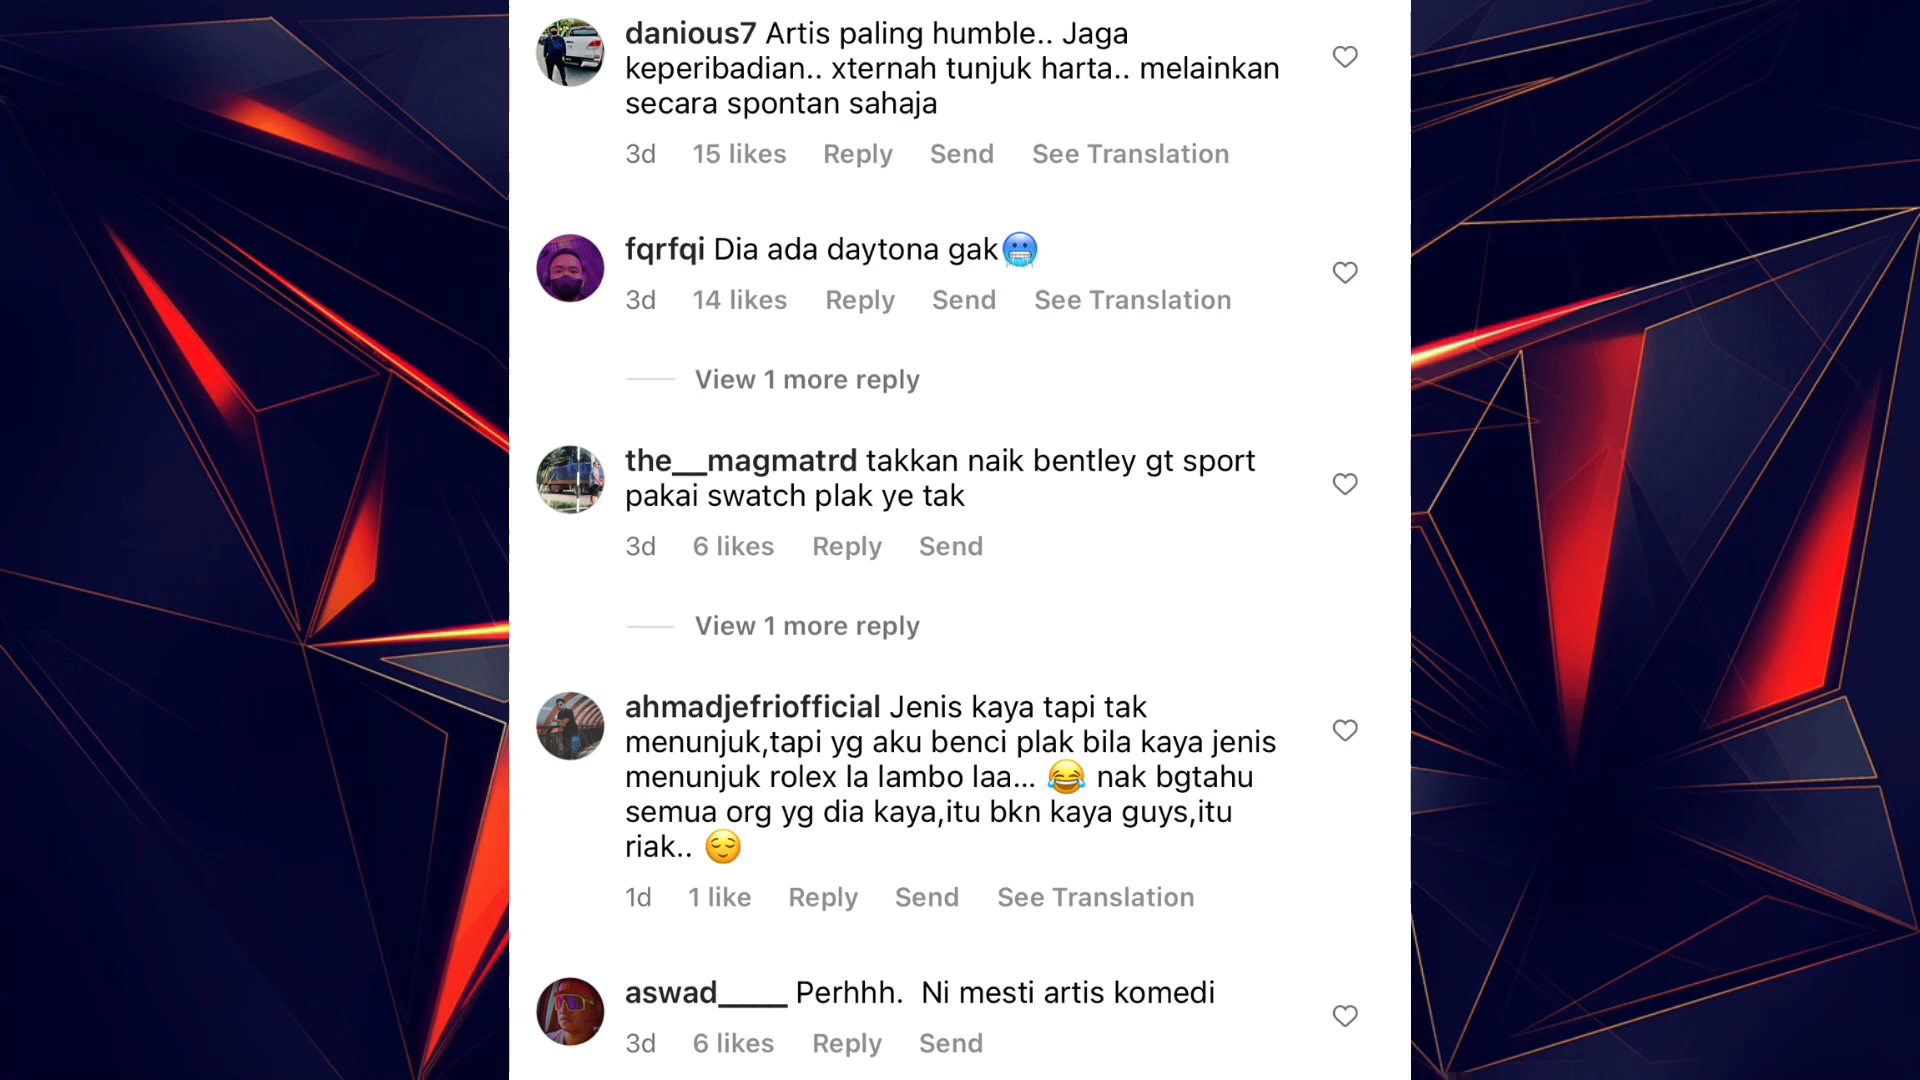 danious7 Artis paling humble.. Jaga
keperibadian.. xternah tunjuk harta.. melainkan
secara spontan sahaja
3d 15 likes Reply Send See Translation
fqrfqi Dia ada daytona gak🥶
3d 14 likes Reply Send See Translation
View 1 more reply
the__magmatrd takkan naik bentley gt sport
pakai swatch plak ye tak
3d 6 likes Reply Send
View 1 more reply
ahmadjefriofficial Jenis kaya tapi tak
menunjuk,tapi yg aku benci plak bila kaya jenis
menunjuk rolex la lambo laa... 😂 nak bgtahu
semua org yg dia kaya,itu bkn kaya guys,itu
riak.. 😌
1d 1 like Reply Send See Translation
aswad____ Perhhh.  Ni mesti artis komedi
3d 6 likes Reply Send